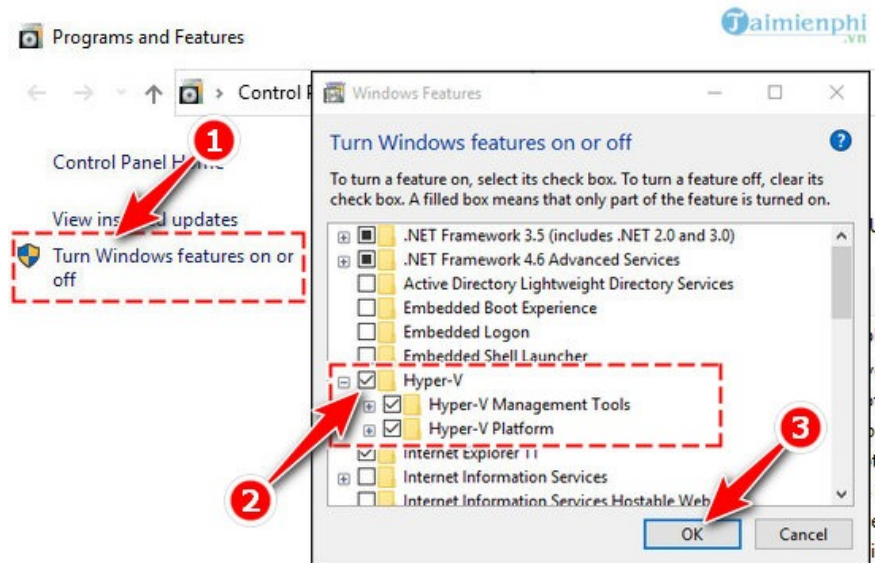 Taimienphi
.vn
Programs and Features
Control
Windows Features
1
Control Panel
View updates
Turn Windows features on or
off
Turn Windows features on or off
?
To turn a feature on, select its check box. To turn a feature off, clear its
check box. A filled box means that only part of the feature is turned on.
.NET Framework 3.5 (includes .NET 2.0 and 3.0)
.NET Framework 4.6 Advanced Services
Active Directory Lightweight Directory Services
Embedded Boot Experience
Embedded Logon
Embedded Shell Launcher
Hyper-V
Hyper-V Management Tools
Hyper-V Platform
Internet Explorer 11
Internet Information Services
Internet Information Services Hostable Web
2
3
OK
Cancel